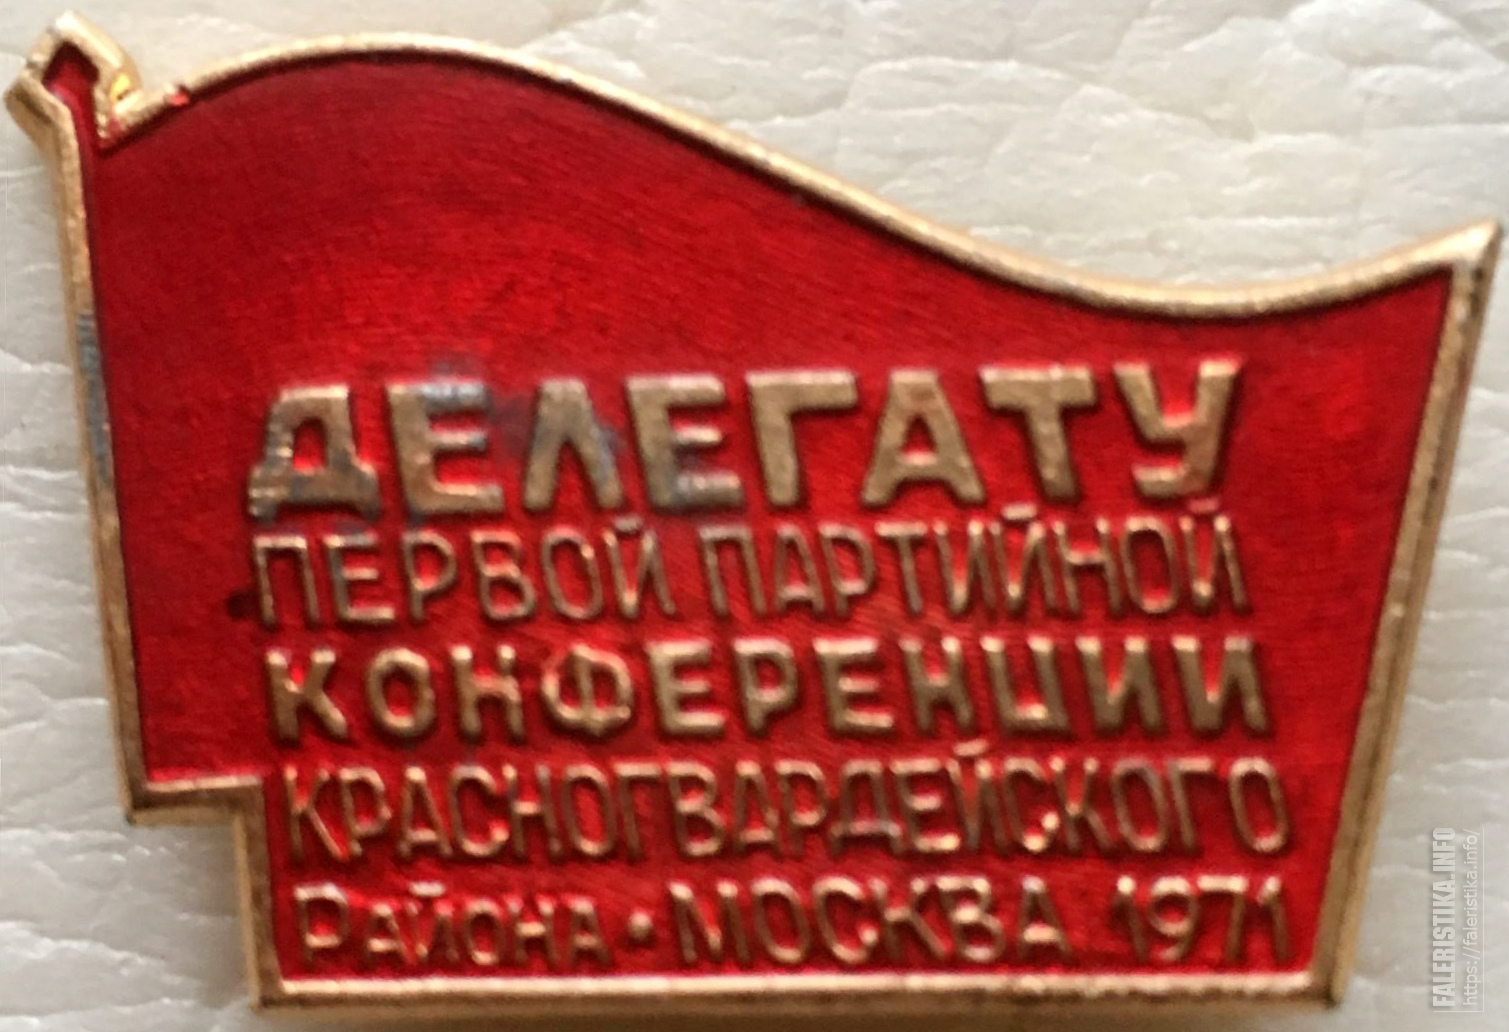 ДЕЛЕГАТУ
ПЕРВОЙ ПАРТИЙНОЙ
КОНФЕРЕНЦИИ
КРАСНОГВАРДЕЙСКОГО
РАЙОНА • МОСКВА 1971
FALERISTIKA.INFO
https://faleristika.info/